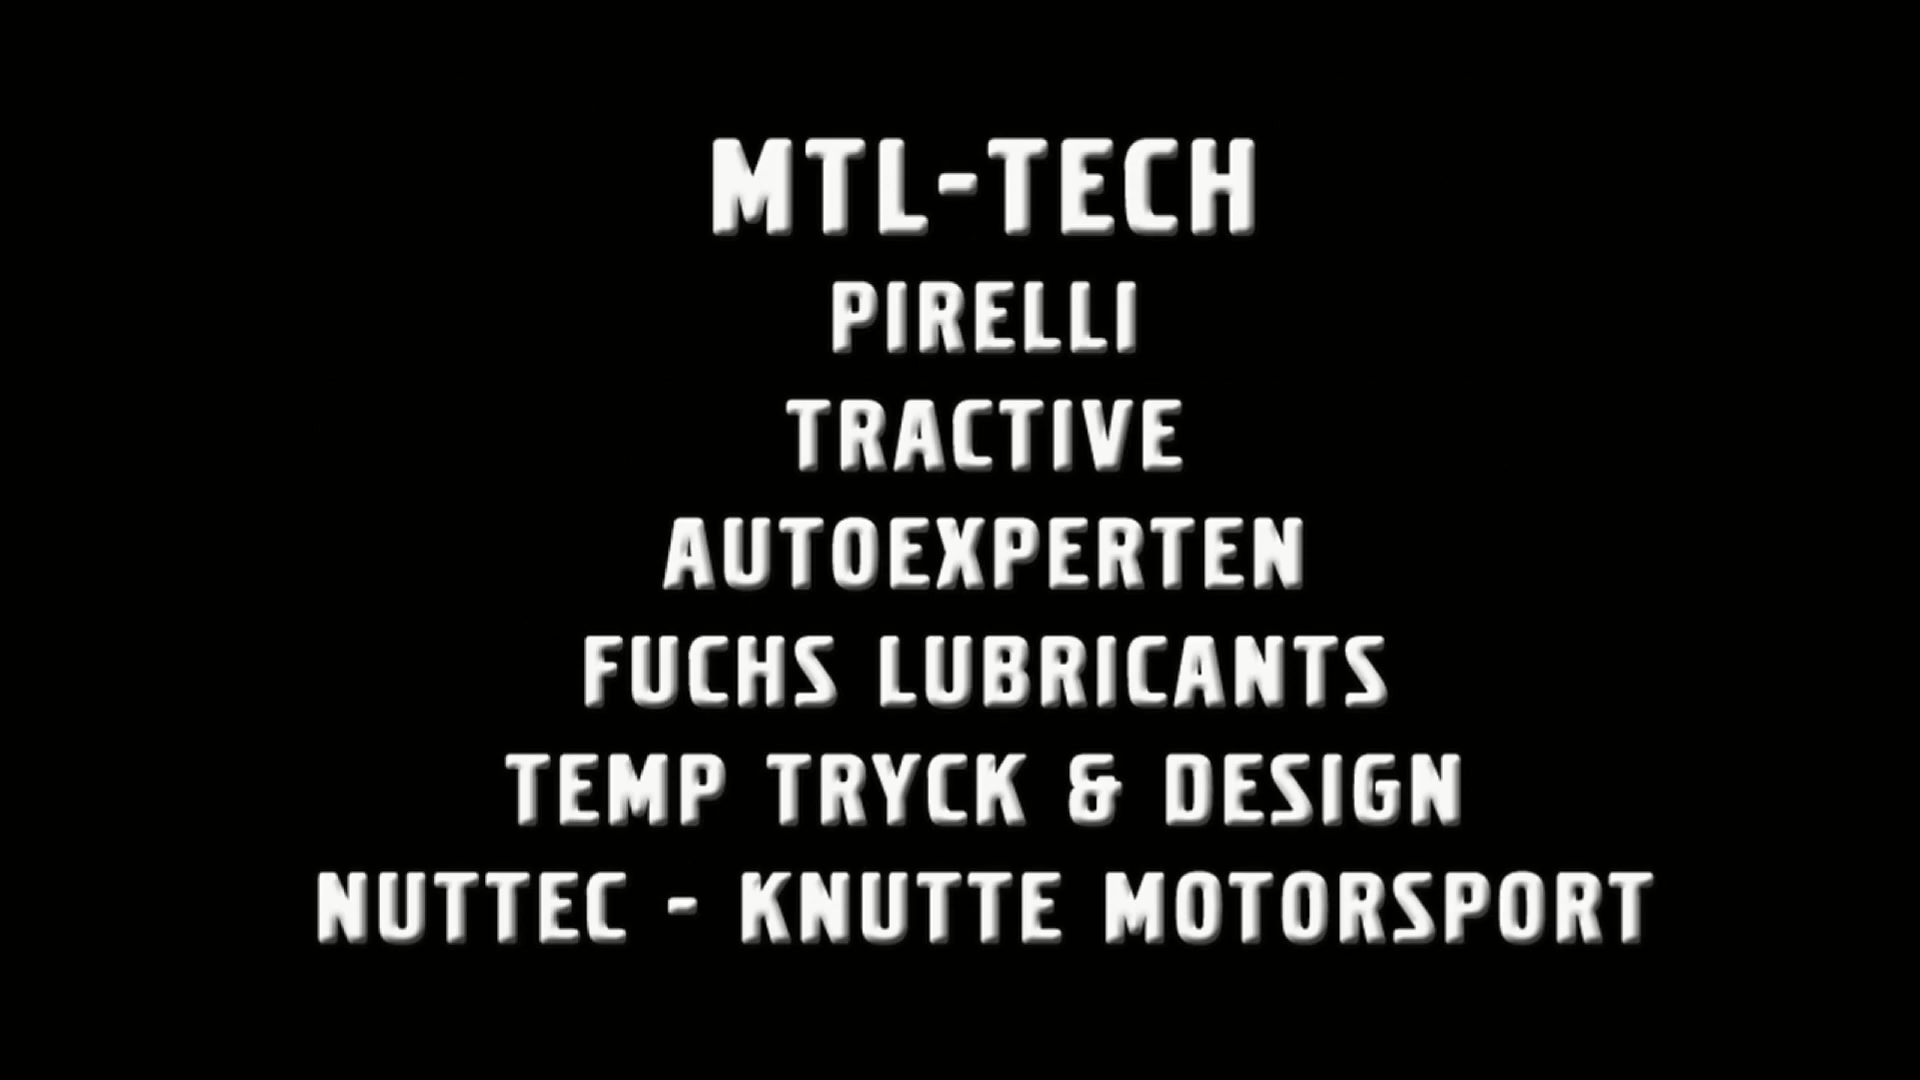 MTL-TECH
PIRELLI
TRACTIVE
AUTOEXPERTEN
FUCHS LUBRICANTS
TEMP TRYCK & DESIGN
NUTTEC - KNUTTE MOTORSPORT